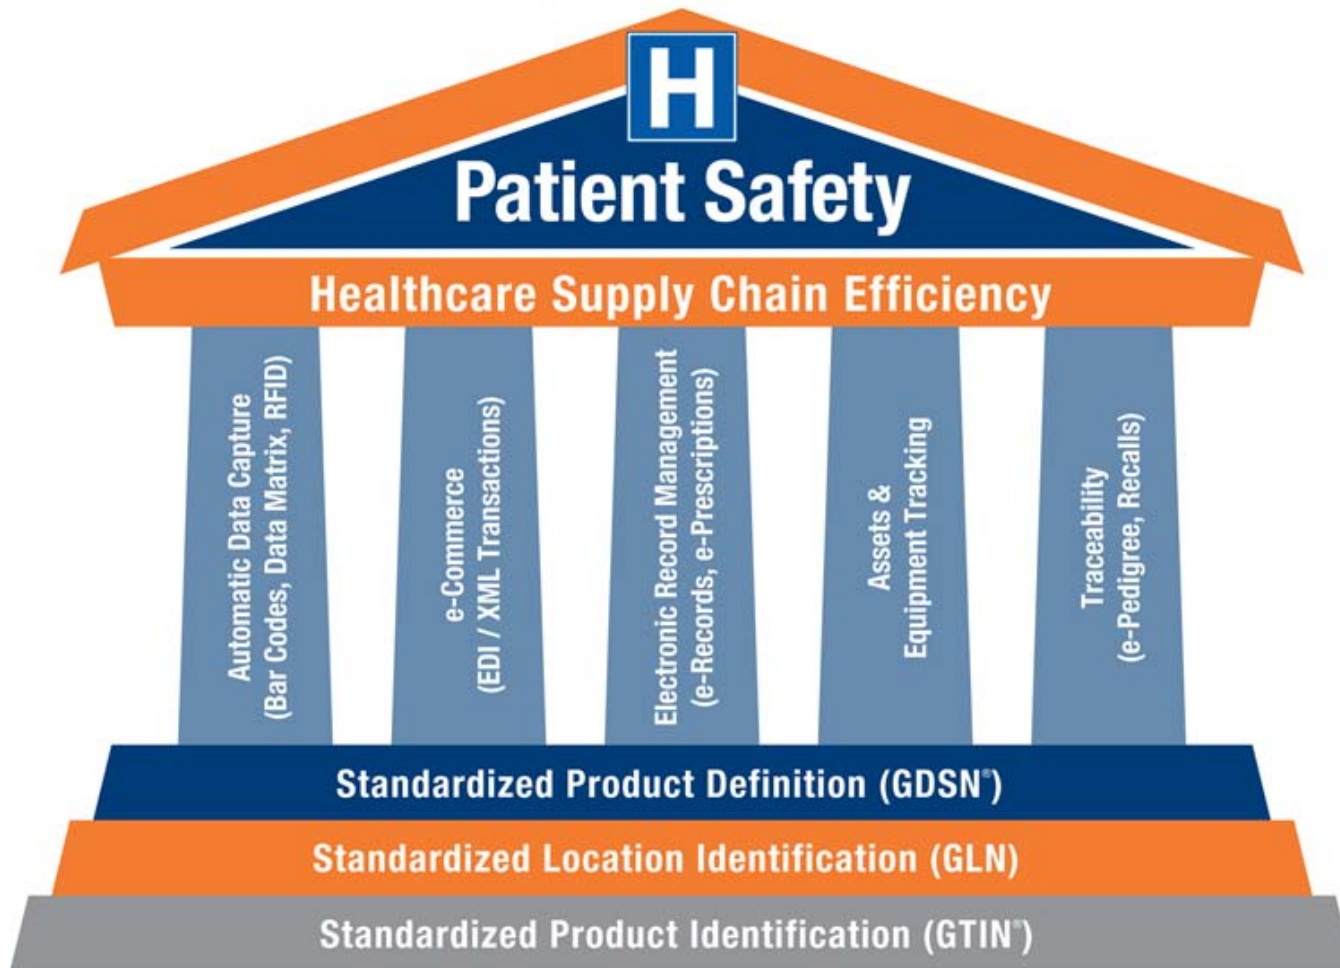 H
Patient Safety
Healthcare Supply Chain Efficiency
Automatic Data Capture
(Bar Codes, Data Matrix, RFID)
e-Commerce
(EDI / XML Transactions)
Electronic Record Management
(e-Records, e-Prescriptions)
Assets &
Equipment Tracking
Traceability
(e-Pedigree, Recalls)
Standardized Product Definition (GDSN®)
Standardized Location Identification (GLN)
Standardized Product Identification (GTIN®)